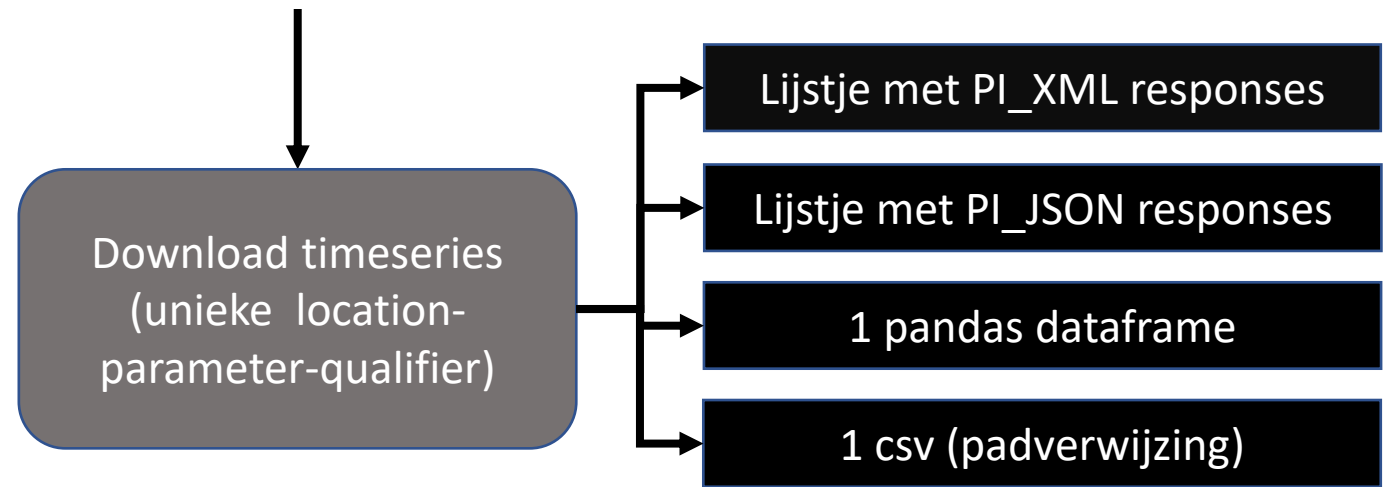 Download timeseries
(unieke  location-
parameter-qualifier)
Lijstje met PI_XML responses
Lijstje met PI_JSON responses
1 pandas dataframe
1 csv (padverwijzing)